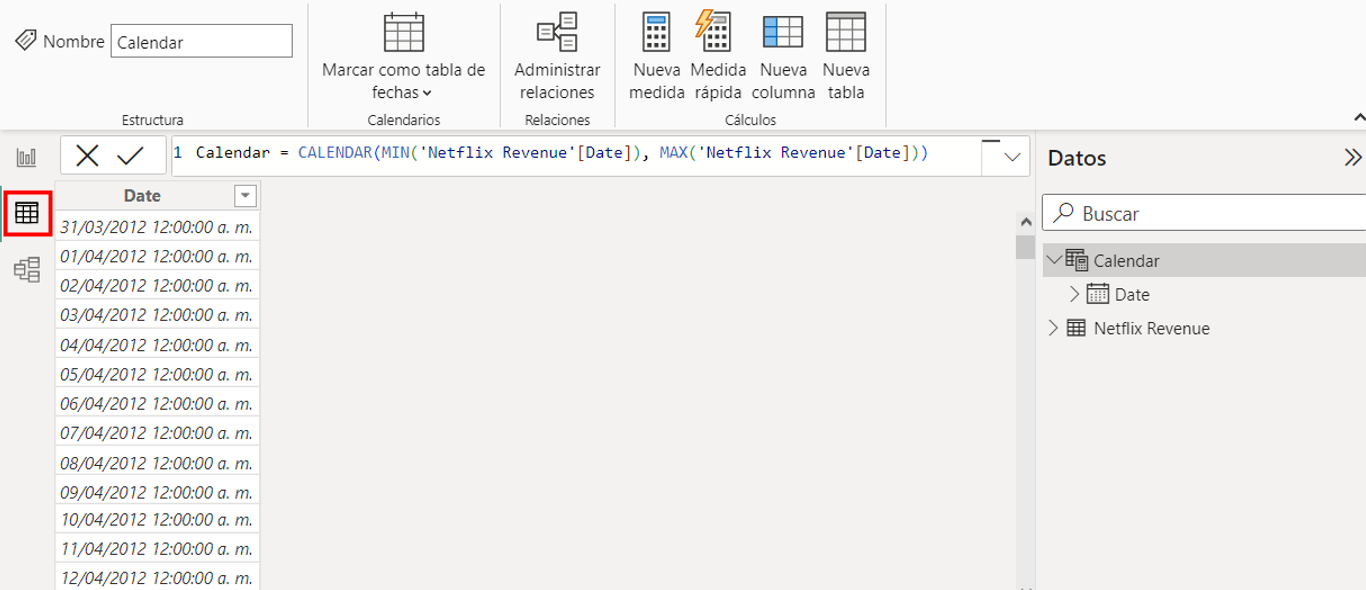 Nombre
Calendar
Marcar como tabla de
fechas
Administrar
relaciones
Nueva
medida
Medida
rápida
Nueva
columna
Nueva
tabla
Estructura
Calendarios
Relaciones
Cálculos
1 Calendar = CALENDAR(MIN('Netflix Revenue'[Date]), MAX('Netflix Revenue'[Date]))
Date
31/03/2012 12:00:00 a. m.
01/04/2012 12:00:00 a. m.
02/04/2012 12:00:00 a. m.
03/04/2012 12:00:00 a. m.
04/04/2012 12:00:00 a. m.
05/04/2012 12:00:00 a. m.
06/04/2012 12:00:00 a. m.
07/04/2012 12:00:00 a. m.
08/04/2012 12:00:00 a. m.
09/04/2012 12:00:00 a. m.
10/04/2012 12:00:00 a. m.
11/04/2012 12:00:00 a. m.
12/04/2012 12:00:00 a. m.
Datos
Buscar
Calendar
Date
Netflix Revenue